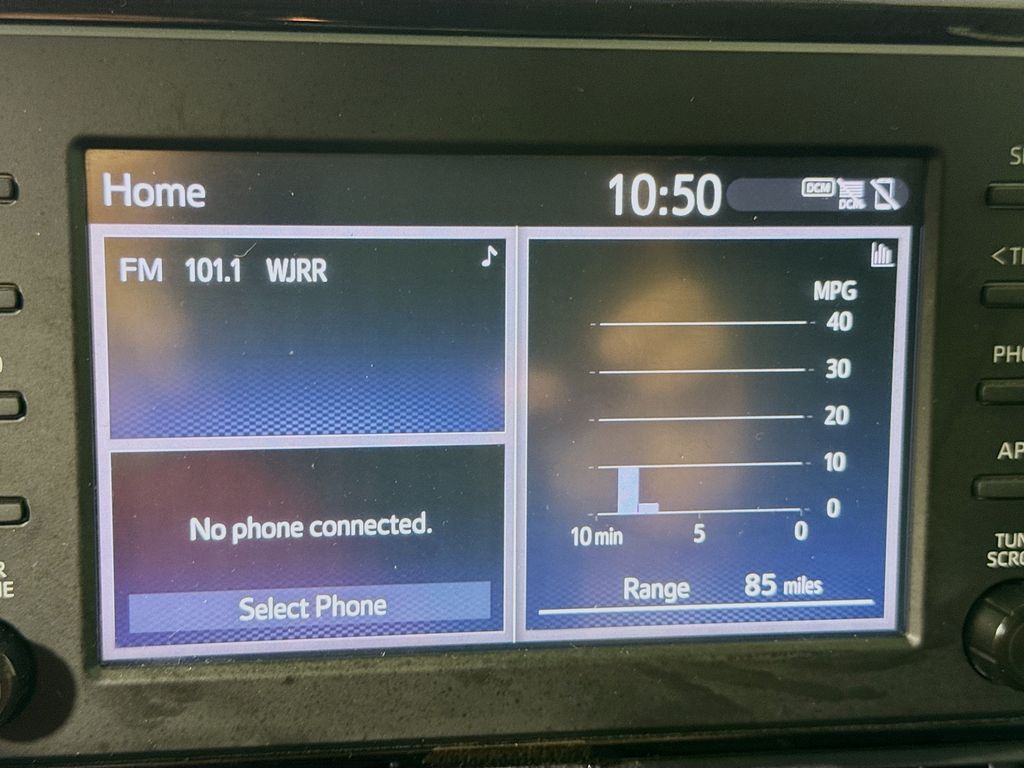 Home
10:50
DCM
DCM
FM 101.1 WJRR
MPG
40
30
20
10
0
10 min 5 0
Range 85 miles
No phone connected.
Select Phone